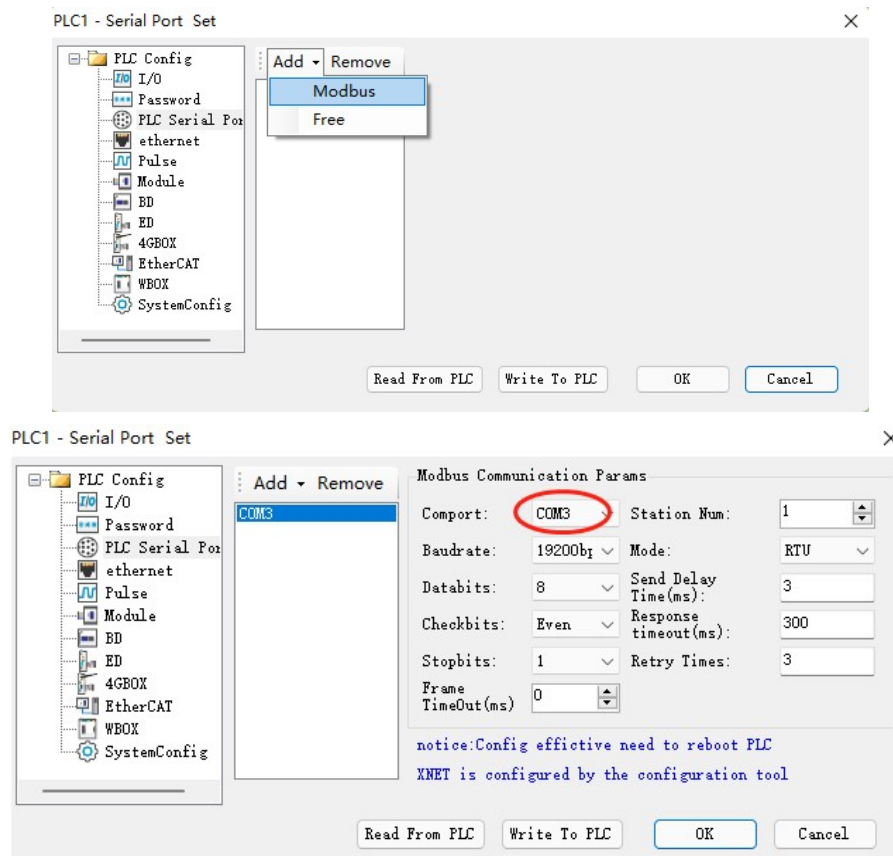 PLC1 - Serial Port Set
PLC Config
I/O
Password
PLC Serial Por
ethernet
Pulse
Module
BD
ED
4GBOX
EtherCAT
WBOX
SystemConfig
Add Remove
Modbus
Free
Read From PLC Write To PLC OK Cancel
PLC1 - Serial Port Set
PLC Config
I/O
Password
PLC Serial Por
ethernet
Pulse
Module
BD
ED
4GBOX
EtherCAT
WBOX
SystemConfig
Add Remove
COM3
Modbus Communication Params
Comport: COM3 Station Num: 1
Baudrate: 19200bp Mode: RTU
Databits: 8 Send Delay
Time(ms): 3
Checkbits: Even Response
timeout(ms): 300
Stopbits: 1 Retry Times: 3
Frame
TimeOut(ms) 0
notice:Config effictive need to reboot PLC
XNET is configured by the configuration tool
Read From PLC Write To PLC OK Cancel